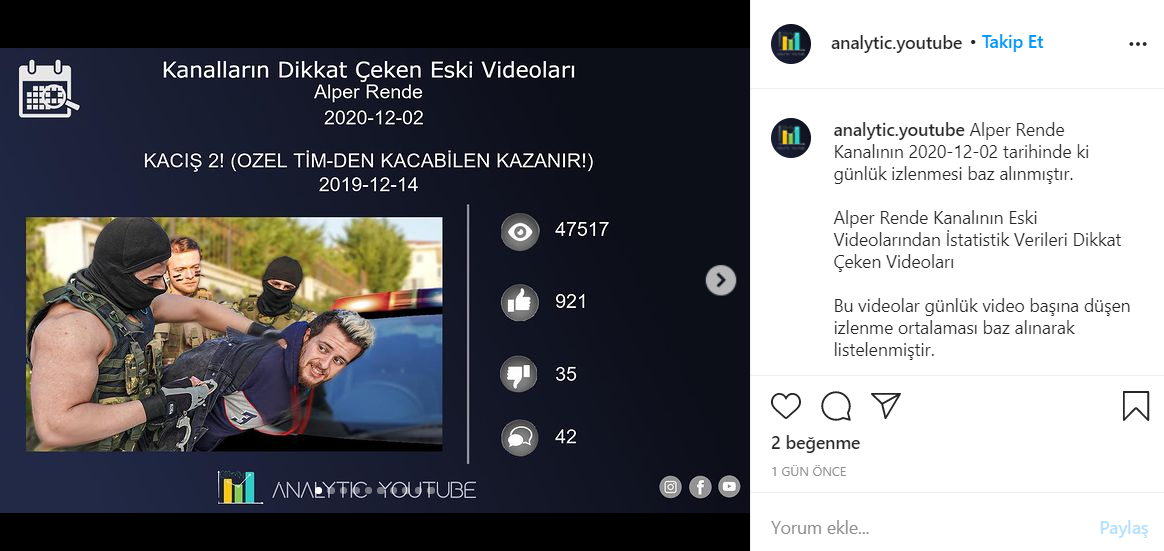 Kanalların Dikkat Çeken Eski Videoları
Alper Rende
2020-12-02
KACIŞ 2! (OZEL TİM-DEN KACABİLEN KAZANIR!)
2019-12-14
47517
921
35
42
ANALYTIC YOUTUBE
analytic.youtube • Takip Et
analytic.youtube Alper Rende
Kanalının 2020-12-02 tarihinde ki
günlük izlenmesi baz alınmıştır.
Alper Rende Kanalının Eski
Videolarından İstatistik Verileri Dikkat
Çeken Videoları
Bu videolar günlük video başına düşen
izlenme ortalaması baz alınarak
listelenmiştir.
2 beğenme
1 GÜN ÖNCE
Yorum ekle...
Paylaş